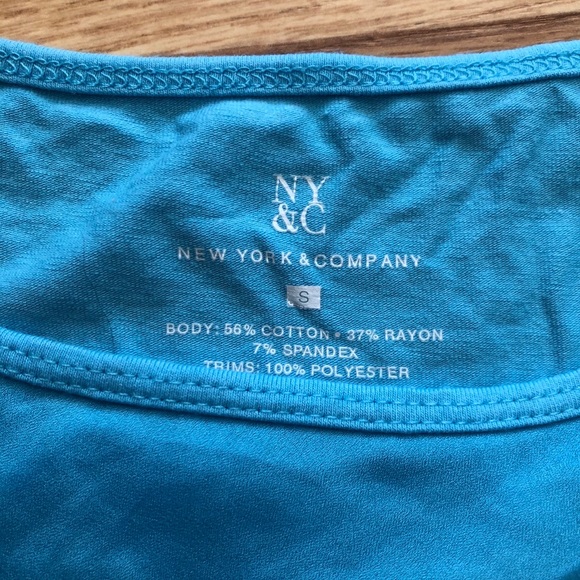 NY
&C
NEW YORK & COMPANY
S
BODY: 56% COTTON • 37% RAYON
7% SPANDEX
TRIMS: 100% POLYESTER